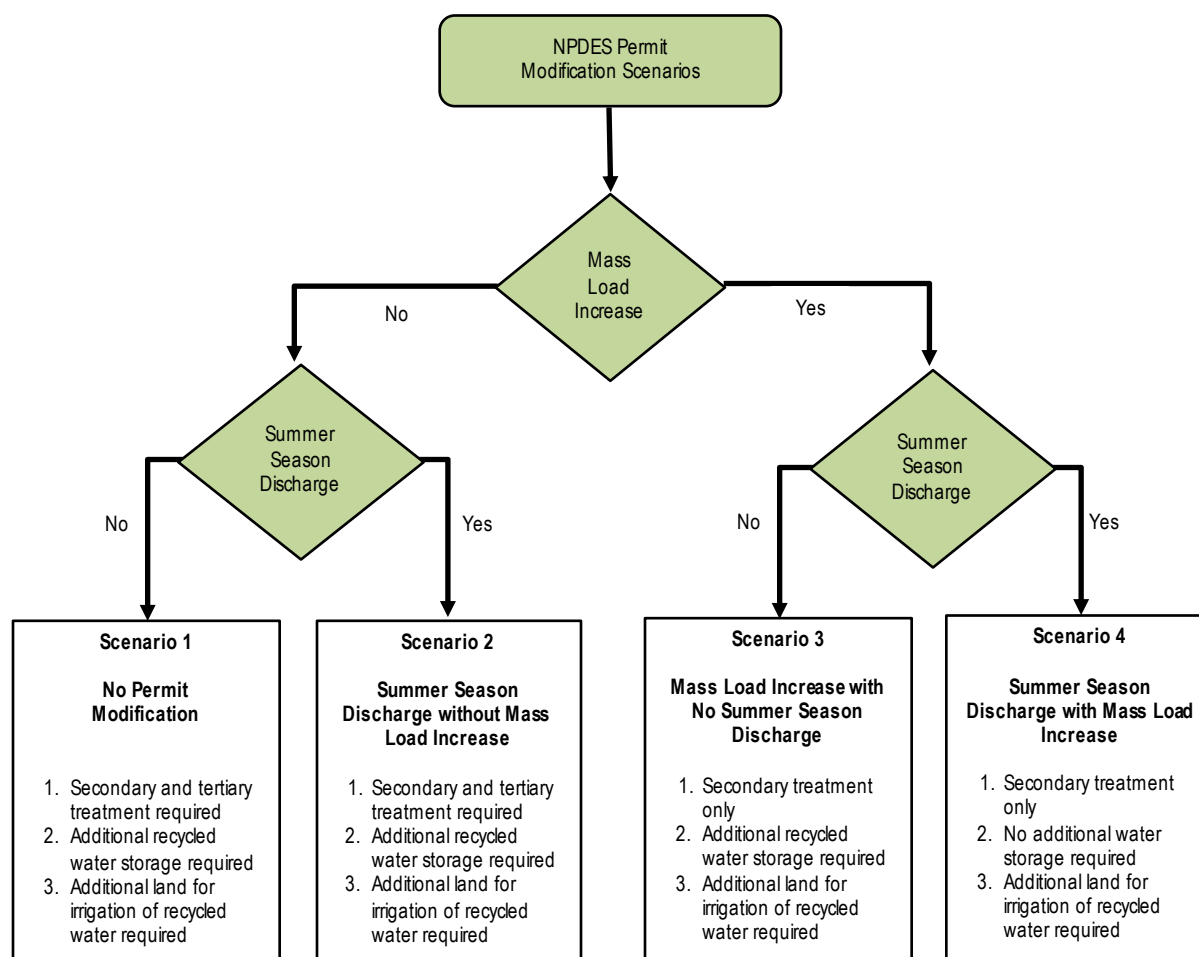 NPDES Permit
Modification Scenarios
Mass
Load
Increase
No
Yes
Summer
Season
Discharge
Summer
Season
Discharge
No
Yes
No
Yes
Scenario 1
No Permit
Modification
1. Secondary and tertiary
treatment required
2. Additional recycled
water storage required
3. Additional land for
irrigation of recycled
water required
Scenario 2
Summer Season
Discharge without Mass
Load Increase
1. Secondary and tertiary
treatment required
2. Additional recycled
water storage required
3. Additional land for
irrigation of recycled
water required
Scenario 3
Mass Load Increase with
No Summer Season
Discharge
1. Secondary treatment
only
2. Additional recycled
water storage required
3. Additional land for
irrigation of recycled
water required
Scenario 4
Summer Season
Discharge with Mass Load
Increase
1. Secondary treatment
only
2. No additional water
storage required
3. Additional land for
irrigation of recycled
water required